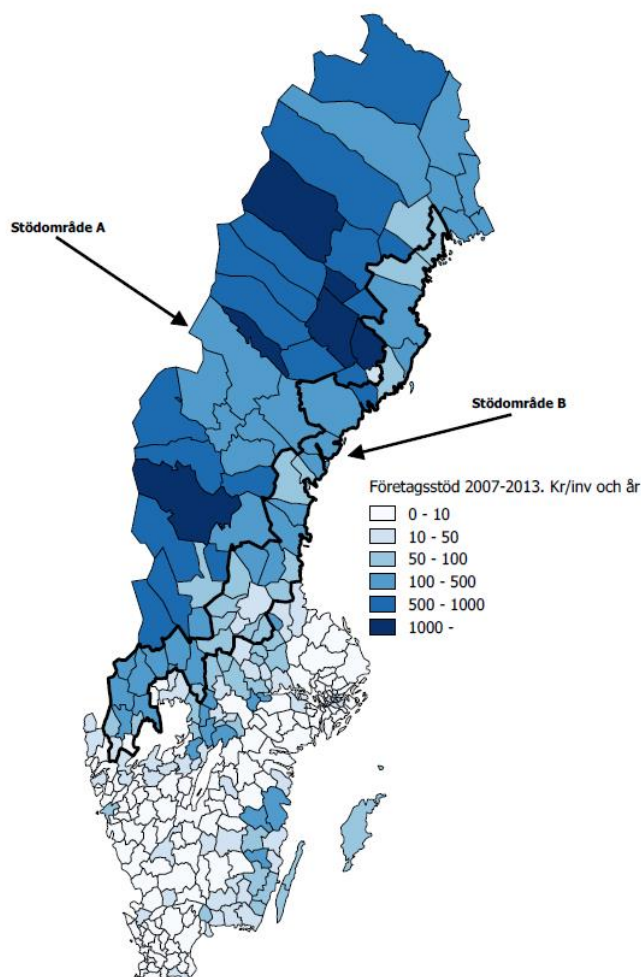 Stödområde A
Stödområde B
Företagsstöd 2007-2013. Kr/inv och år
0 - 10
10 - 50
50 - 100
100 - 500
500 - 1000
1000 -